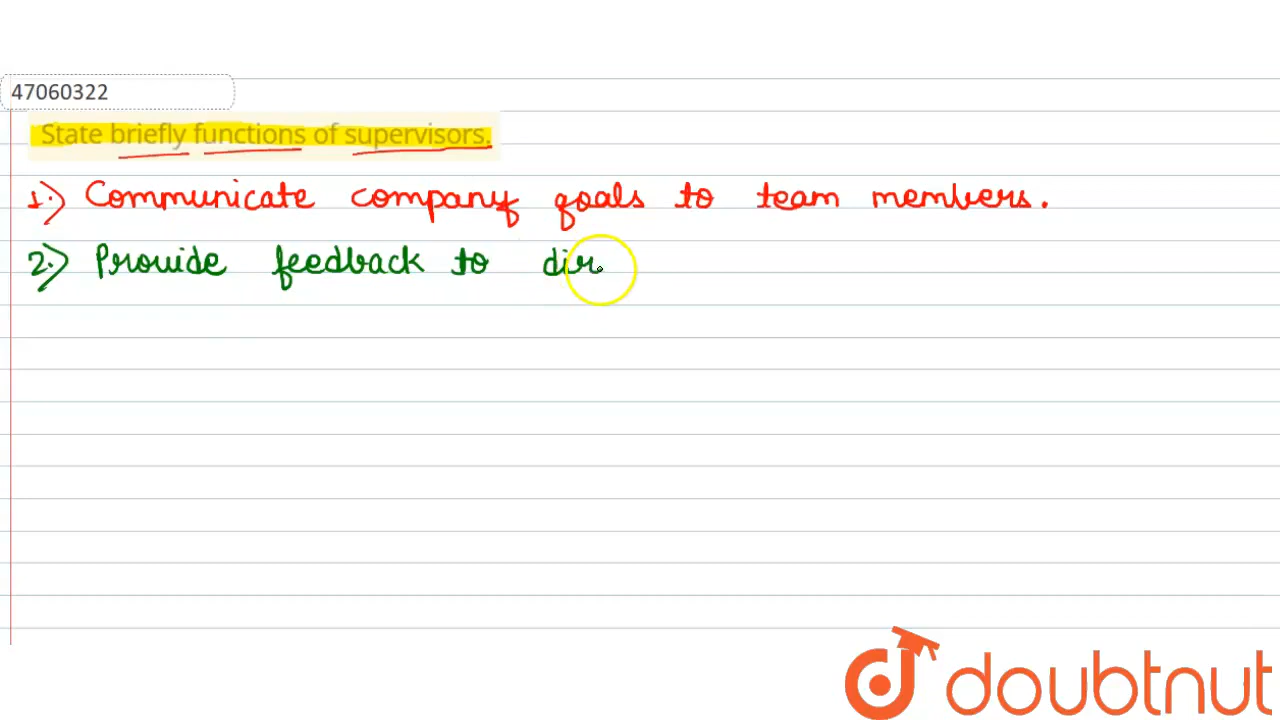 47060322
State briefly functions of supervisors.
1.) Communicate company goals to team members.
2.) Provide feedback to dir
doubtnut